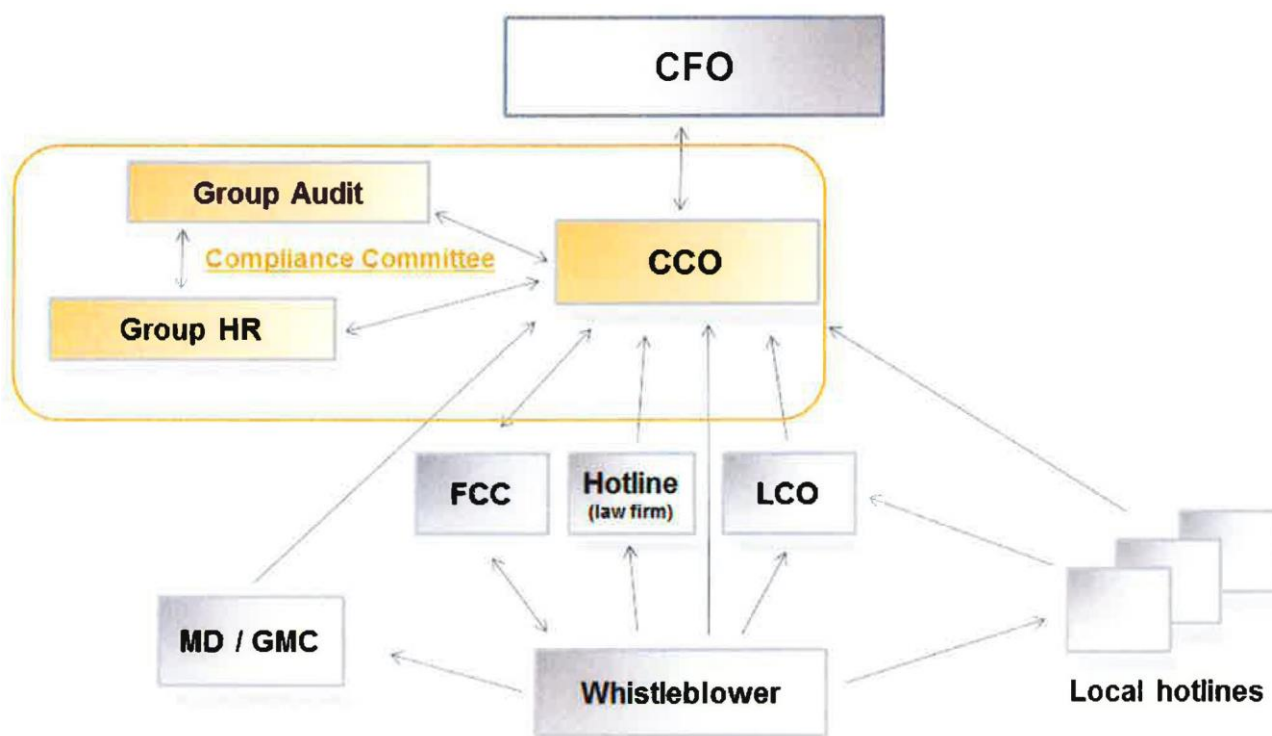 CFO
Group Audit
Compliance Committee
CCO
Group HR
FCC
Hotline
(law firm)
LCO
MD / GMC
Whistleblower
Local hotlines